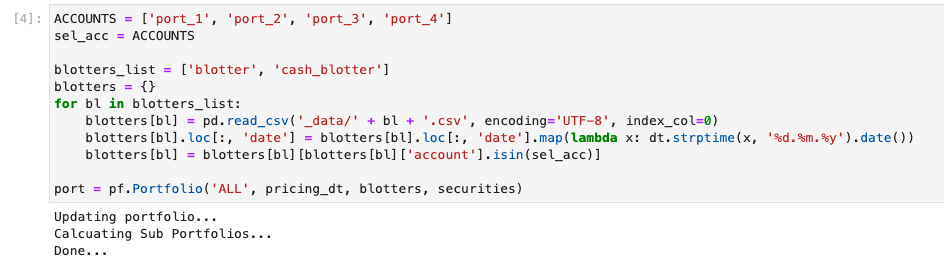 [4]: ACCOUNTS = ['port_1', 'port_2', 'port_3', 'port_4']
sel_acc = ACCOUNTS
blotters_list = ['blotter', 'cash_blotter']
blotters = {}
for bl in blotters_list:
    blotters[bl] = pd.read_csv('_data/' + bl + '.csv', encoding='UTF-8', index_col=0)
    blotters[bl].loc[:, 'date'] = blotters[bl].loc[:, 'date'].map(lambda x: dt.strptime(x, '%d.%m.%y').date())
    blotters[bl] = blotters[bl][blotters[bl]['account'].isin(sel_acc)]
port = pf.Portfolio('ALL', pricing_dt, blotters, securities)
Updating portfolio...
Calcuating Sub Portfolios...
Done...